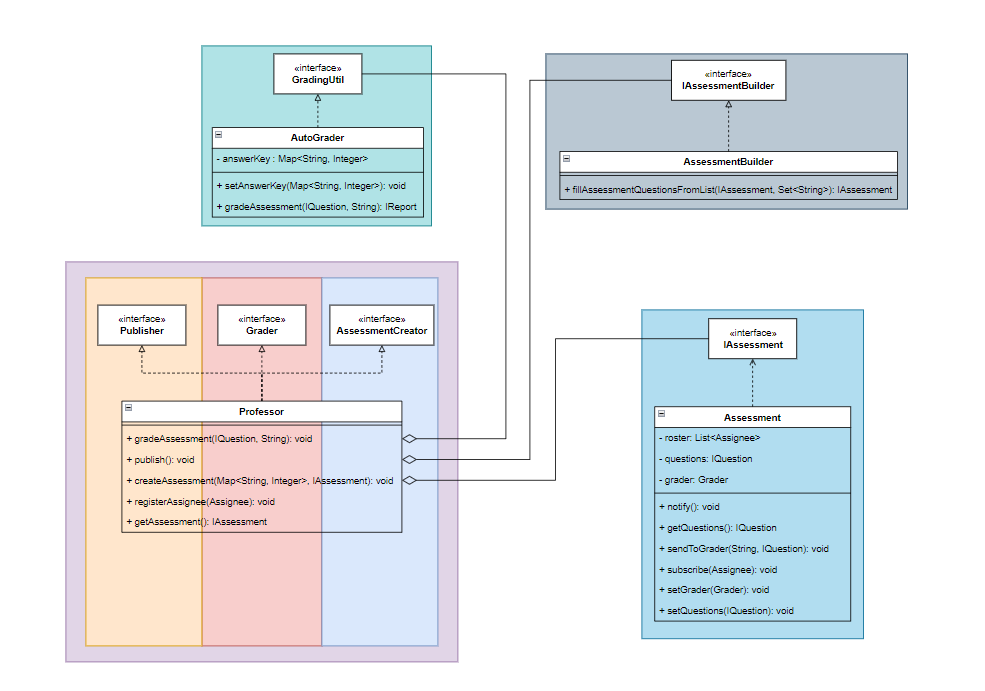 «interface»
GradingUtil
AutoGrader
- answerKey : Map<String, Integer>
+ setAnswerKey(Map<String, Integer>): void
+ gradeAssessment(IQuestion, String): IReport
«interface»
IAssessmentBuilder
AssessmentBuilder
+ fillAssessmentQuestionsFromList(IAssessment, Set<String>): IAssessment
«interface»
Publisher
«interface»
Grader
«interface»
AssessmentCreator
Professor
+ gradeAssessment(IQuestion, String): void
+ publish(): void
+ createAssessment(Map<String, Integer>, IAssessment): void
+ registerAssignee(Assignee): void
+ getAssessment(): IAssessment
«interface»
IAssessment
Assessment
- roster: List<Assignee>
- questions: IQuestion
- grader: Grader
+ notify(): void
+ getQuestions(): IQuestion
+ sendToGrader(String, IQuestion): void
+ subscribe(Assignee): void
+ setGrader(Grader): void
+ setQuestions(IQuestion): void